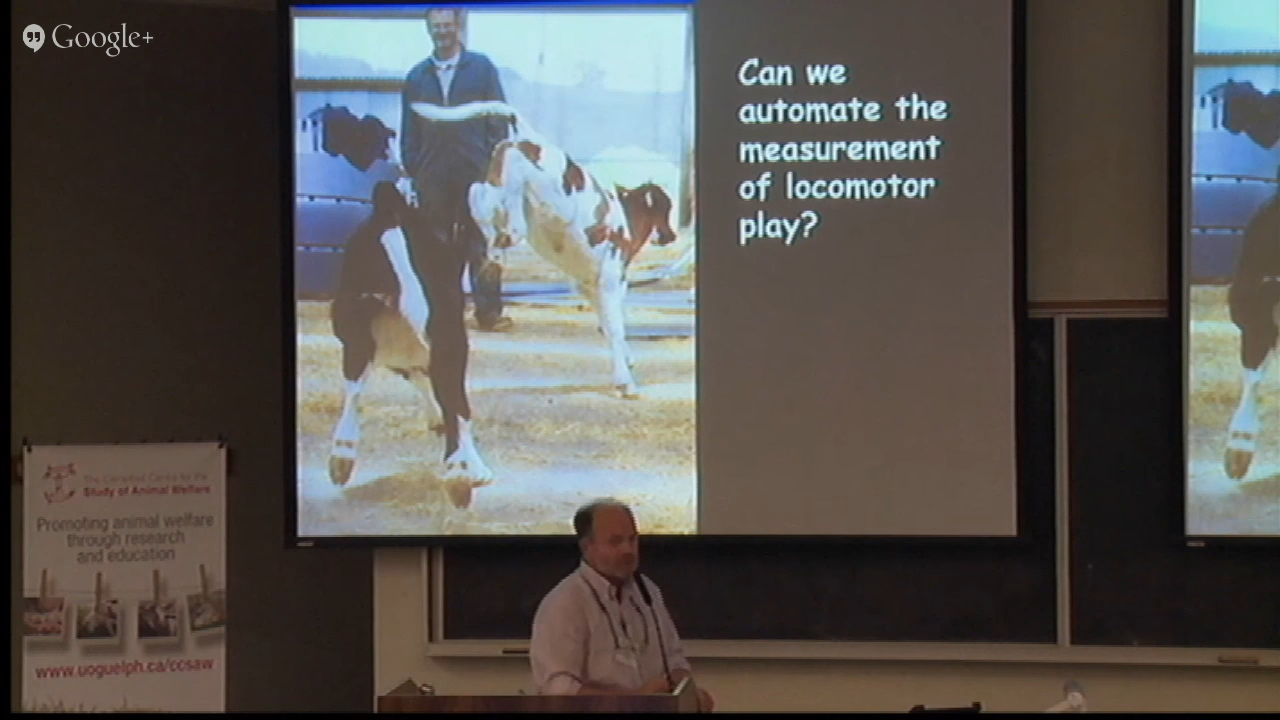 Google+
Can we
automate the
measurement
of locomotor
play?
The Campbell Centre for the
Study of Animal Welfare
Promoting animal welfare
through research
and education
www.uoguelph.ca/ccsaw